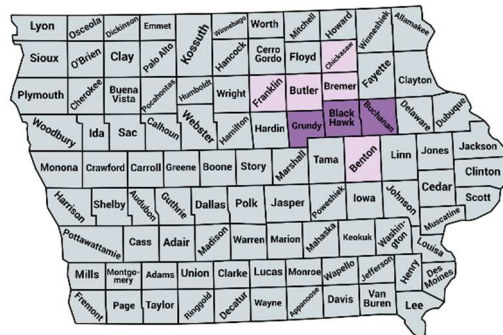 Lyon
Osceola
Dickinson
Emmet
Kossuth
Winnebago
Worth
Mitchell
Howard
Winneshiek
Allamakee
Sioux
O'Brien
Clay
Palo Alto
Hancock
Cerro
Gordo
Floyd
Chickasaw
Fayette
Clayton
Plymouth
Cherokee
Buena
Vista
Pocahontas
Humboldt
Wright
Franklin
Butler
Bremer
Woodbury
Ida
Sac
Calhoun
Webster
Hamilton
Hardin
Grundy
Black
Hawk
Buchanan
Delaware
Dubuque
Monona
Crawford
Carroll
Greene
Boone
Story
Marshall
Tama
Benton
Linn
Jones
Jackson
Clinton
Harrison
Shelby
Audubon
Guthrie
Dallas
Polk
Jasper
Poweshiek
Iowa
Johnson
Cedar
Scott
Muscatine
Pottawattamie
Cass
Adair
Madison
Warren
Marion
Mahaska
Keokuk
Washin-
gton
Louisa
Mills
Montgo-
mery
Adams
Union
Clarke
Lucas
Monroe
Wapello
Jefferson
Henry
Des
Moines
Fremont
Page
Taylor
Ringgold
Decatur
Wayne
Appanoose
Davis
Van
Buren
Lee